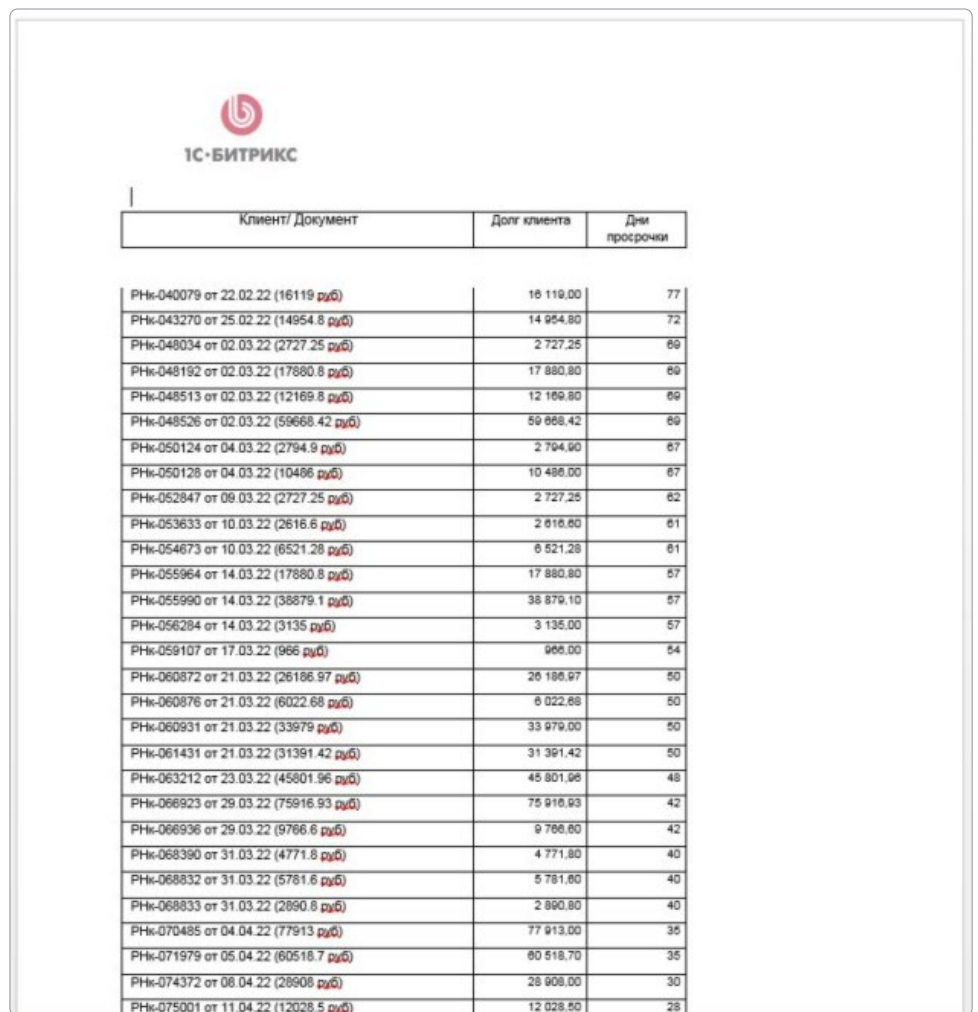 1С-БИТРИКС
Клиент/ Документ Долг клиента Дни просрочки
РНк-040079 от 22.02.22 (16119 руб) 16 119,00 77
РНк-043270 от 25.02.22 (14954.8 руб) 14 954,80 72
РНк-048034 от 02.03.22 (2727.25 руб) 2 727,25 69
РНк-048192 от 02.03.22 (17880.8 руб) 17 880,80 69
РНк-048513 от 02.03.22 (12169.8 руб) 12 169,80 69
РНк-048526 от 02.03.22 (59668.42 руб) 59 668,42 69
РНк-050124 от 04.03.22 (2794.9 руб) 2 794,90 67
РНк-050128 от 04.03.22 (10486 руб) 10 486,00 67
РНк-052847 от 09.03.22 (2727.25 руб) 2 727,25 62
РНк-053633 от 10.03.22 (2616.6 руб) 2 616,60 61
РНк-054673 от 10.03.22 (6521.28 руб) 6 521,28 61
РНк-055964 от 14.03.22 (17880.8 руб) 17 880,80 57
РНк-055990 от 14.03.22 (38879.1 руб) 38 879,10 57
РНк-056284 от 14.03.22 (3135 руб) 3 135,00 57
РНк-059107 от 17.03.22 (966 руб) 966,00 54
РНк-060872 от 21.03.22 (26186.97 руб) 26 186,97 50
РНк-060876 от 21.03.22 (6022.68 руб) 6 022,68 50
РНк-060931 от 21.03.22 (33979 руб) 33 979,00 50
РНк-061431 от 21.03.22 (31391.42 руб) 31 391,42 50
РНк-063212 от 23.03.22 (45801.96 руб) 45 801,96 48
РНк-066923 от 29.03.22 (75916.93 руб) 75 916,93 42
РНк-066936 от 29.03.22 (9766.6 руб) 9 766,60 42
РНк-068390 от 31.03.22 (4771.8 руб) 4 771,80 40
РНк-068832 от 31.03.22 (5781.6 руб) 5 781,60 40
РНк-068833 от 31.03.22 (2890.8 руб) 2 890,80 40
РНк-070485 от 04.04.22 (77913 руб) 77 913,00 35
РНк-071979 от 05.04.22 (60518.7 руб) 60 518,70 35
РНк-074372 от 08.04.22 (28908 руб) 28 908,00 30
РНк-075001 от 11.04.22 (12028.5 руб) 12 028,50 28